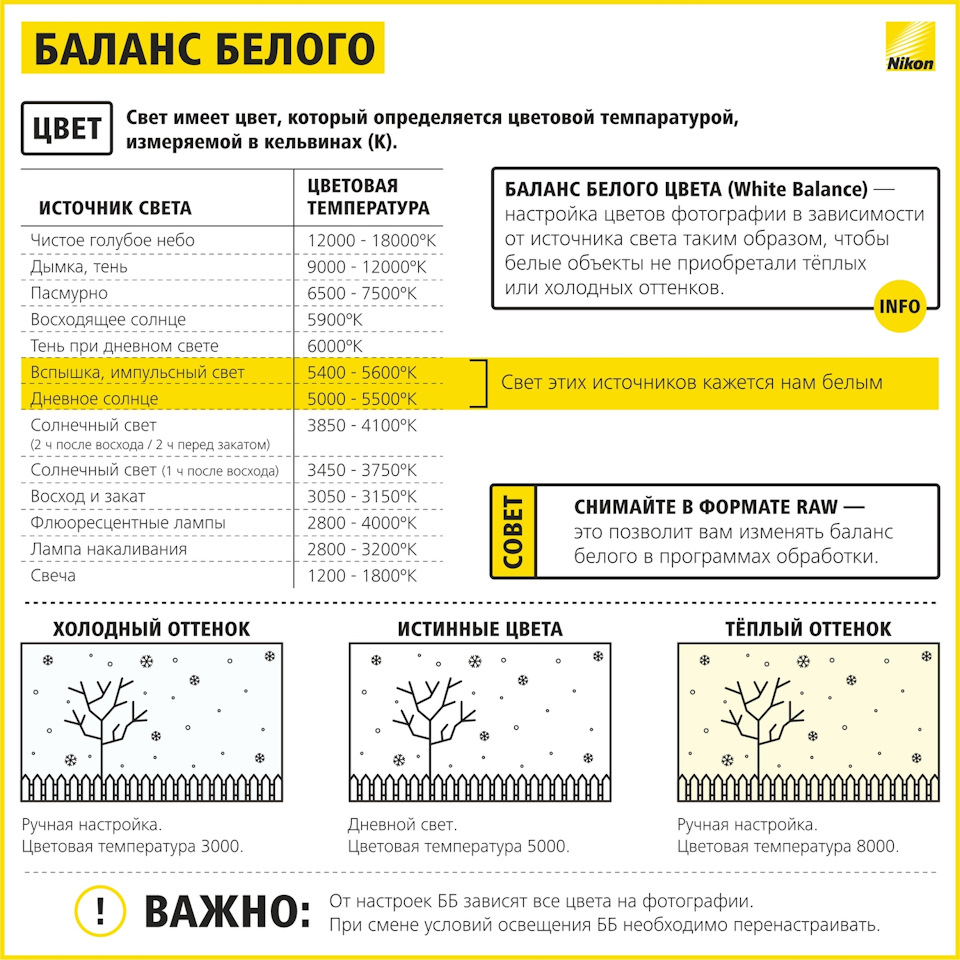 БАЛАНС БЕЛОГО
Nikon
ЦВЕТ
Свет имеет цвет, который определяется цветовой темпаратурой,
измеряемой в кельвинах (К).
ИСТОЧНИК СВЕТА
ЦВЕТОВАЯ
ТЕМПЕРАТУРА
Чистое голубое небо 12000 - 18000°К
Дымка, тень 9000 - 12000°К
Пасмурно 6500 - 7500°К
Восходящее солнце 5900°К
Тень при дневном свете 6000°К
Вспышка, импульсный свет 5400 - 5600°К
Дневное солнце 5000 - 5500°К
Солнечный свет 3850 - 4100°К
(2 ч после восхода / 2 ч перед закатом)
Солнечный свет (1 ч после восхода) 3450 - 3750°К
Восход и закат 3050 - 3150°К
Флюоресцентные лампы 2800 - 4000°К
Лампа накаливания 2800 - 3200°К
Свеча 1200 - 1800°К
БАЛАНС БЕЛОГО ЦВЕТА (White Balance) —
настройка цветов фотографии в зависимости
от источника света таким образом, чтобы
белые объекты не приобретали тёплых
или холодных оттенков.
INFO
Свет этих источников кажется нам белым
СОВЕТ
СНИМАЙТЕ В ФОРМАТЕ RAW —
это позволит вам изменять баланс
белого в программах обработки.
ХОЛОДНЫЙ ОТТЕНОК
Ручная настройка.
Цветовая температура 3000.
ИСТИННЫЕ ЦВЕТА
Дневной свет.
Цветовая температура 5000.
ТЁПЛЫЙ ОТТЕНОК
Ручная настройка.
Цветовая температура 8000.
! ВАЖНО:
От настроек ББ зависят все цвета на фотографии.
При смене условий освещения ББ необходимо перенастраивать.